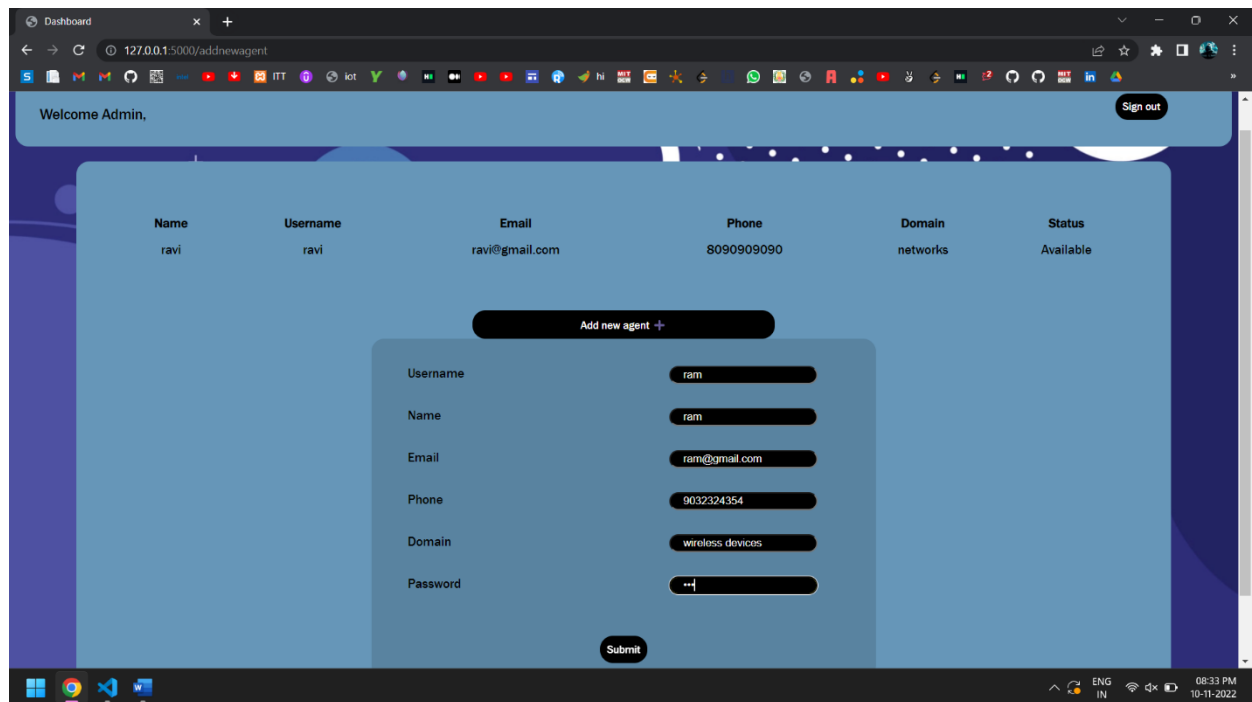 Dashboard
127.0.0.1:5000/addnewagent
ITT iot hi
Welcome Admin,
Sign out
Name Username Email Phone Domain Status
ravi ravi ravi@gmail.com 8090909090 networks Available
Add new agent +
Username ram
Name ram
Email ram@gmail.com
Phone 9032324354
Domain wireless devices
Password •••
Submit
ENG
IN
08:33 PM
10-11-2022